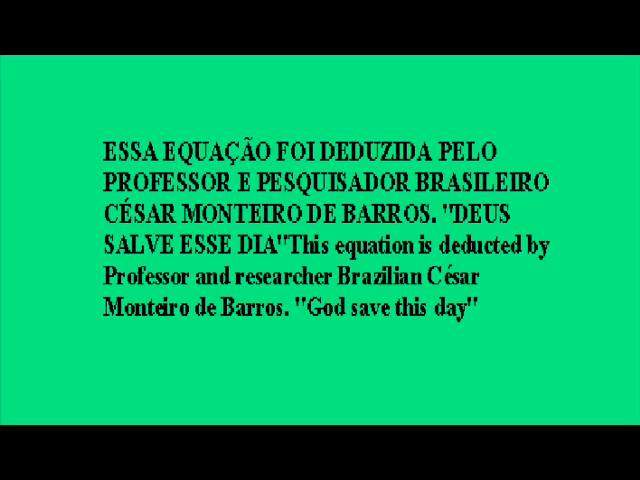 ESSA EQUAÇÃO FOI DEDUZIDA PELO
PROFESSOR E PESQUISADOR BRASILEIRO
CÉSAR MONTEIRO DE BARROS. "DEUS
SALVE ESSE DIA"This equation is deducted by
Professor and researcher Brazilian César
Monteiro de Barros. "God save this day"